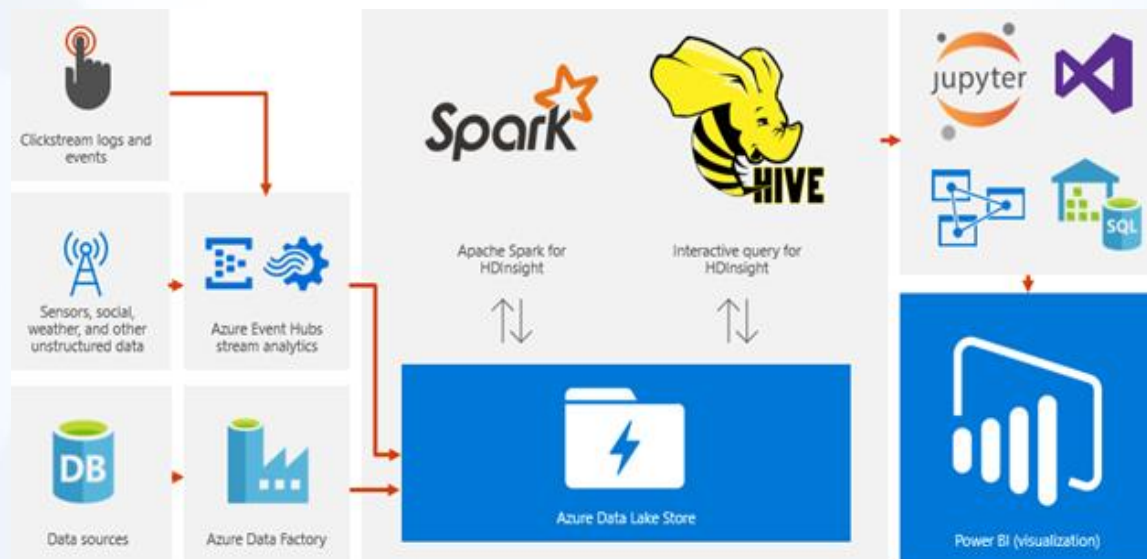 Clickstream logs and
events
Sensors, social,
weather, and other
unstructured data
Azure Event Hubs
stream analytics
DB
Data sources
Azure Data Factory
Spark
Apache Spark for
HDInsight
HIVE
Interactive query for
HDInsight
Azure Data Lake Store
jupyter
SQL
Power BI (visualization)